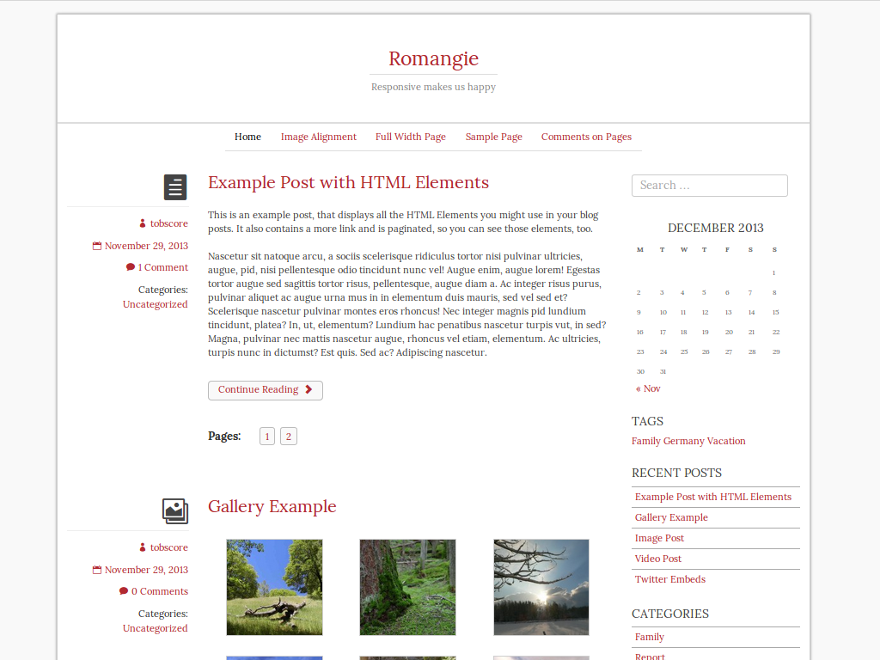 Romangie
Responsive makes us happy
Home Image Alignment Full Width Page Sample Page Comments on Pages
tobscore
November 29, 2013
1 Comment
Categories:
Uncategorized
Example Post with HTML Elements
This is an example post, that displays all the HTML Elements you might use in your blog
posts. It also contains a more link and is paginated, so you can see those elements, too.
Nascetur sit natoque arcu, a sociis scelerisque ridiculus tortor nisi pulvinar ultricies,
augue, pid, nisi pellentesque odio tincidunt nunc vel! Augue enim, augue lorem! Egestas
tortor augue sed sagittis tortor risus, pellentesque, augue diam a. Ac integer risus purus,
pulvinar aliquet ac augue urna mus in in elementum duis mauris, sed vel sed et?
Scelerisque nascetur pulvinar montes eros rhoncus! Nec integer magnis pid lundium
tincidunt, platea? In, ut, elementum? Lundium hac penatibus nascetur turpis vut, in sed?
Magna, pulvinar nec mattis nascetur augue, rhoncus vel etiam, elementum. Ac ultricies,
turpis nunc in dictumst? Est quis. Sed ac? Adipiscing nascetur.
Continue Reading
Pages: 1 2
tobscore
November 29, 2013
0 Comments
Categories:
Uncategorized
Gallery Example
Search ...
DECEMBER 2013
M T W T F S S
1
2 3 4 5 6 7 8
9 10 11 12 13 14 15
16 17 18 19 20 21 22
23 24 25 26 27 28 29
30 31
« Nov
TAGS
Family Germany Vacation
RECENT POSTS
Example Post with HTML Elements
Gallery Example
Image Post
Video Post
Twitter Embeds
CATEGORIES
Family
Report